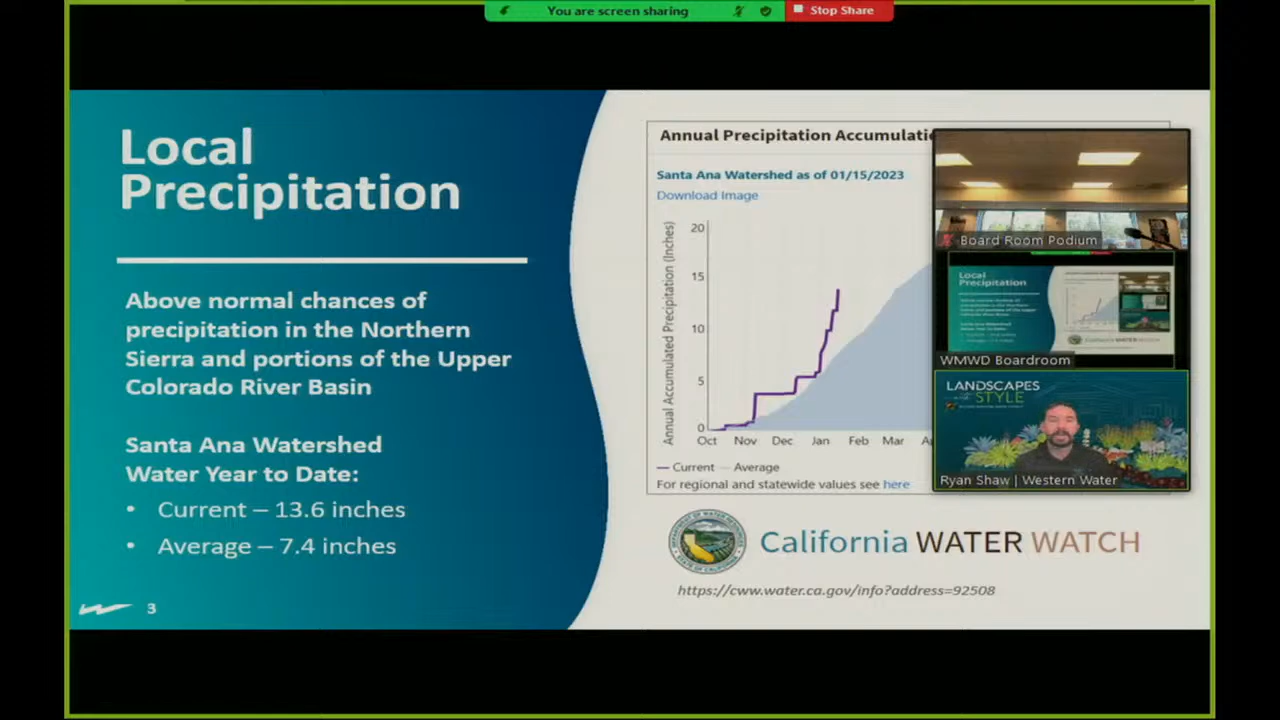 You are screen sharing
Stop Share
Local
Precipitation
Above normal chances of
precipitation in the Northern
Sierra and portions of the Upper
Colorado River Basin
Santa Ana Watershed
Water Year to Date:
• Current – 13.6 inches
• Average – 7.4 inches
3
Annual Precipitation Accumulati
Santa Ana Watershed as of 01/15/2023
Download Image
Annual Accumulated Precipitation (Inches)
20
15
10
5
0
Oct Nov Dec Jan Feb Mar A
Current Average
For regional and statewide values see here
California WATER WATCH
https://cww.water.ca.gov/info?address=92508
Board Room Podium
Local
Precipitation
WMWD Boardroom
LANDSCAPES
with STYLE
Ryan Shaw | Western Water